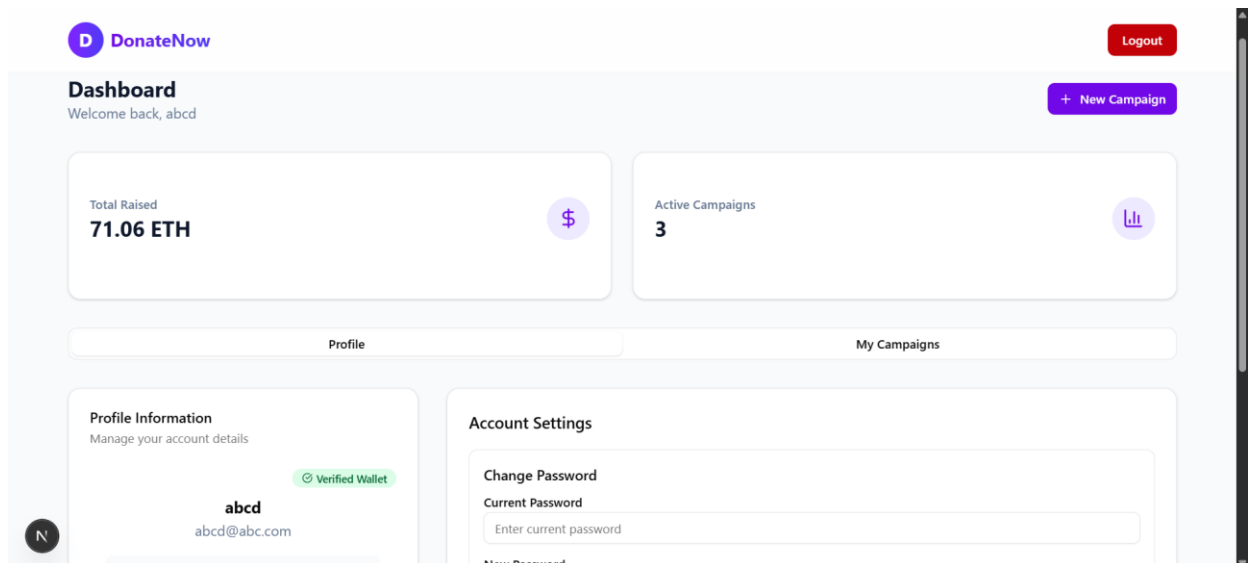 D DonateNow
Logout
Dashboard
Welcome back, abcd
+ New Campaign
Total Raised
71.06 ETH
$
Active Campaigns
3
Profile
My Campaigns
Profile Information
Manage your account details
Verified Wallet
abcd
abcd@abc.com
Account Settings
Change Password
Current Password
Enter current password
New Password
N